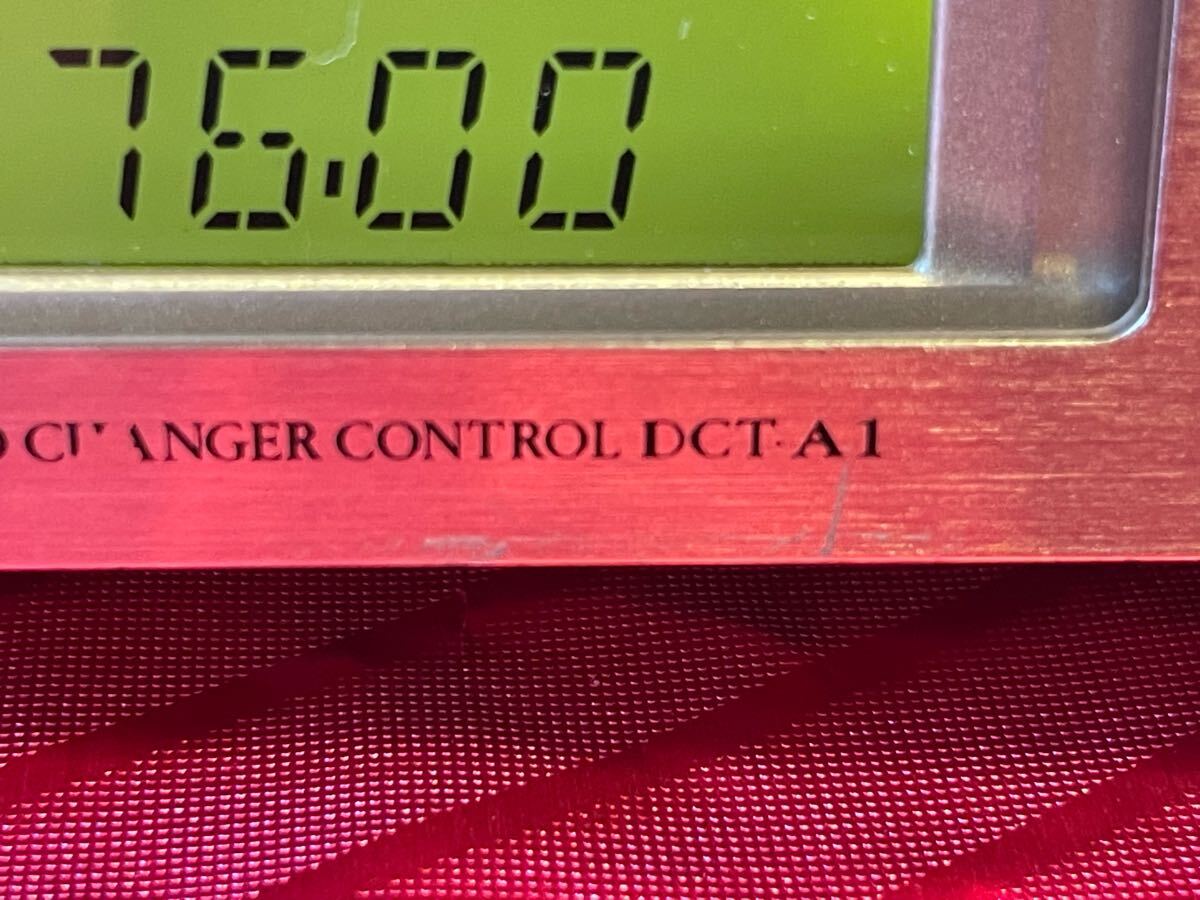 76.00
CHANGER CONTROL DCT-A1